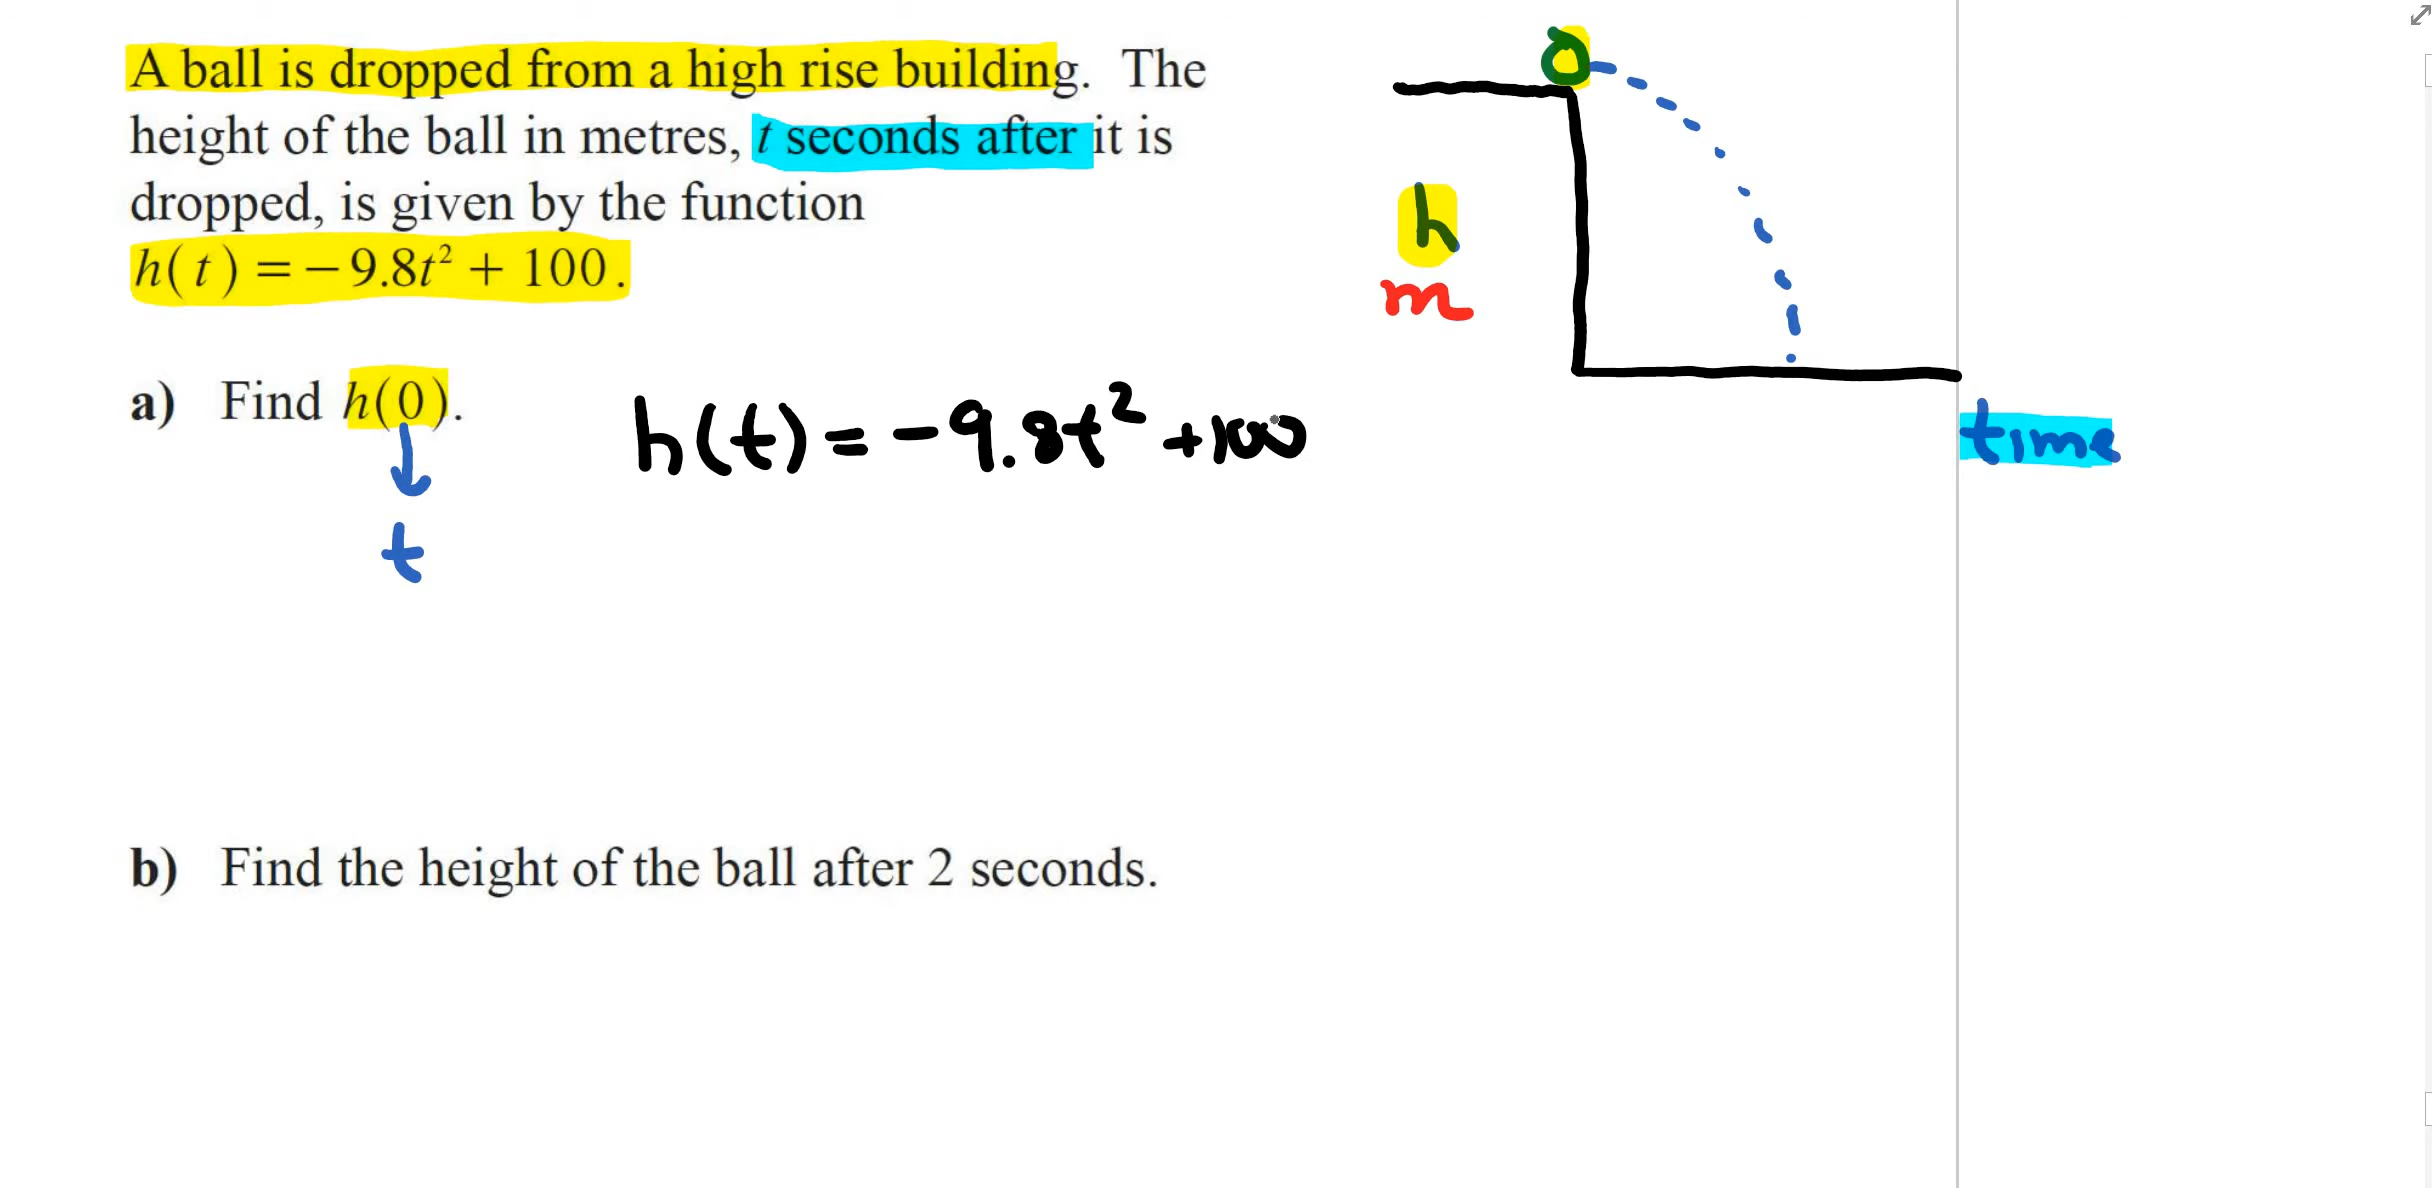 A ball is dropped from a high rise building. The
height of the ball in metres, t seconds after it is
dropped, is given by the function
h(t) = −9.8t² + 100.
h
m
a) Find h(0).
h(t) = −9.8t² +100
time
t
b) Find the height of the ball after 2 seconds.